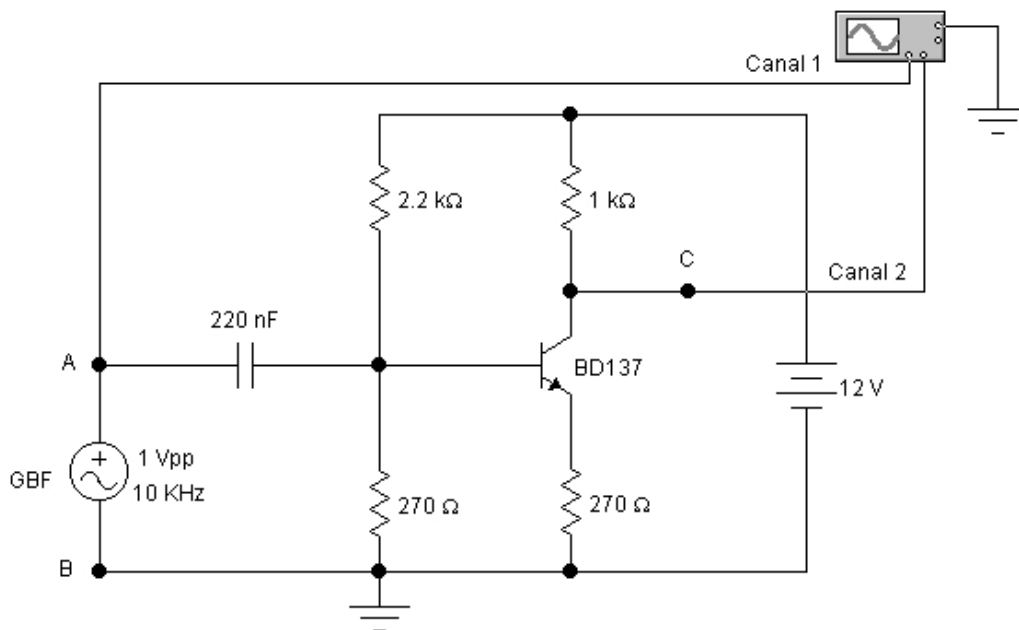 Canal 1
2.2 kΩ
1 kΩ
C
Canal 2
220 nF
A
BD137
12 V
GBF
1 Vpp
10 KHz
270 Ω
270 Ω
B